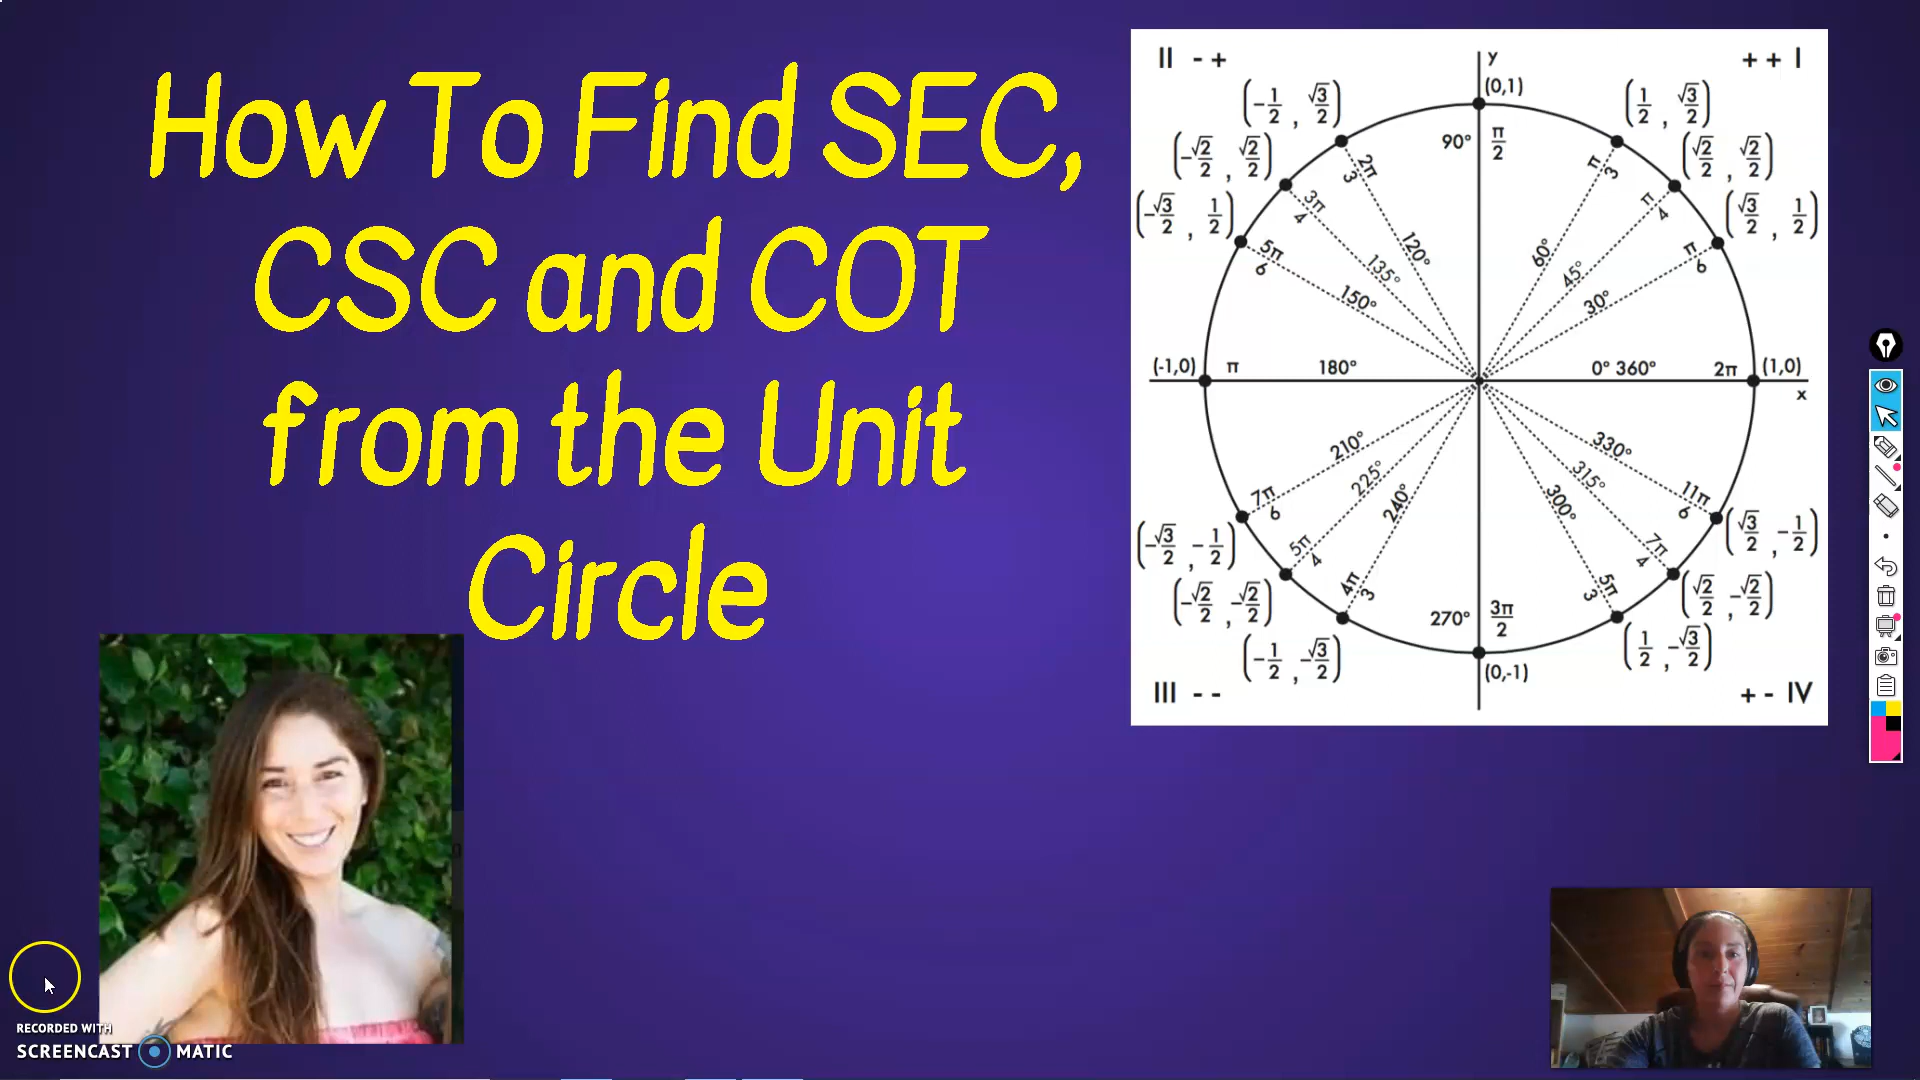 How To Find SEC,
CSC and COT
from the Unit
Circle
II - +
+ + I
y
(0,1)
(-1/2, √3/2)
(1/2, √3/2)
(-√2/2, √2/2)
(√2/2, √2/2)
(-√3/2, 1/2)
(√3/2, 1/2)
90°
π/2
2π/3
π/3
3π/4
π/4
5π/6
π/6
120°
60°
135°
45°
150°
30°
(-1,0)
π
180°
0° 360°
2π
(1,0)
x
210°
330°
225°
315°
240°
300°
7π/6
11π/6
5π/4
7π/4
4π/3
5π/3
270°
3π/2
(-√3/2, -1/2)
(√3/2, -1/2)
(-√2/2, -√2/2)
(√2/2, -√2/2)
(-1/2, -√3/2)
(1/2, -√3/2)
(0,-1)
III - -
+ - IV
RECORDED WITH
SCREENCAST MATIC